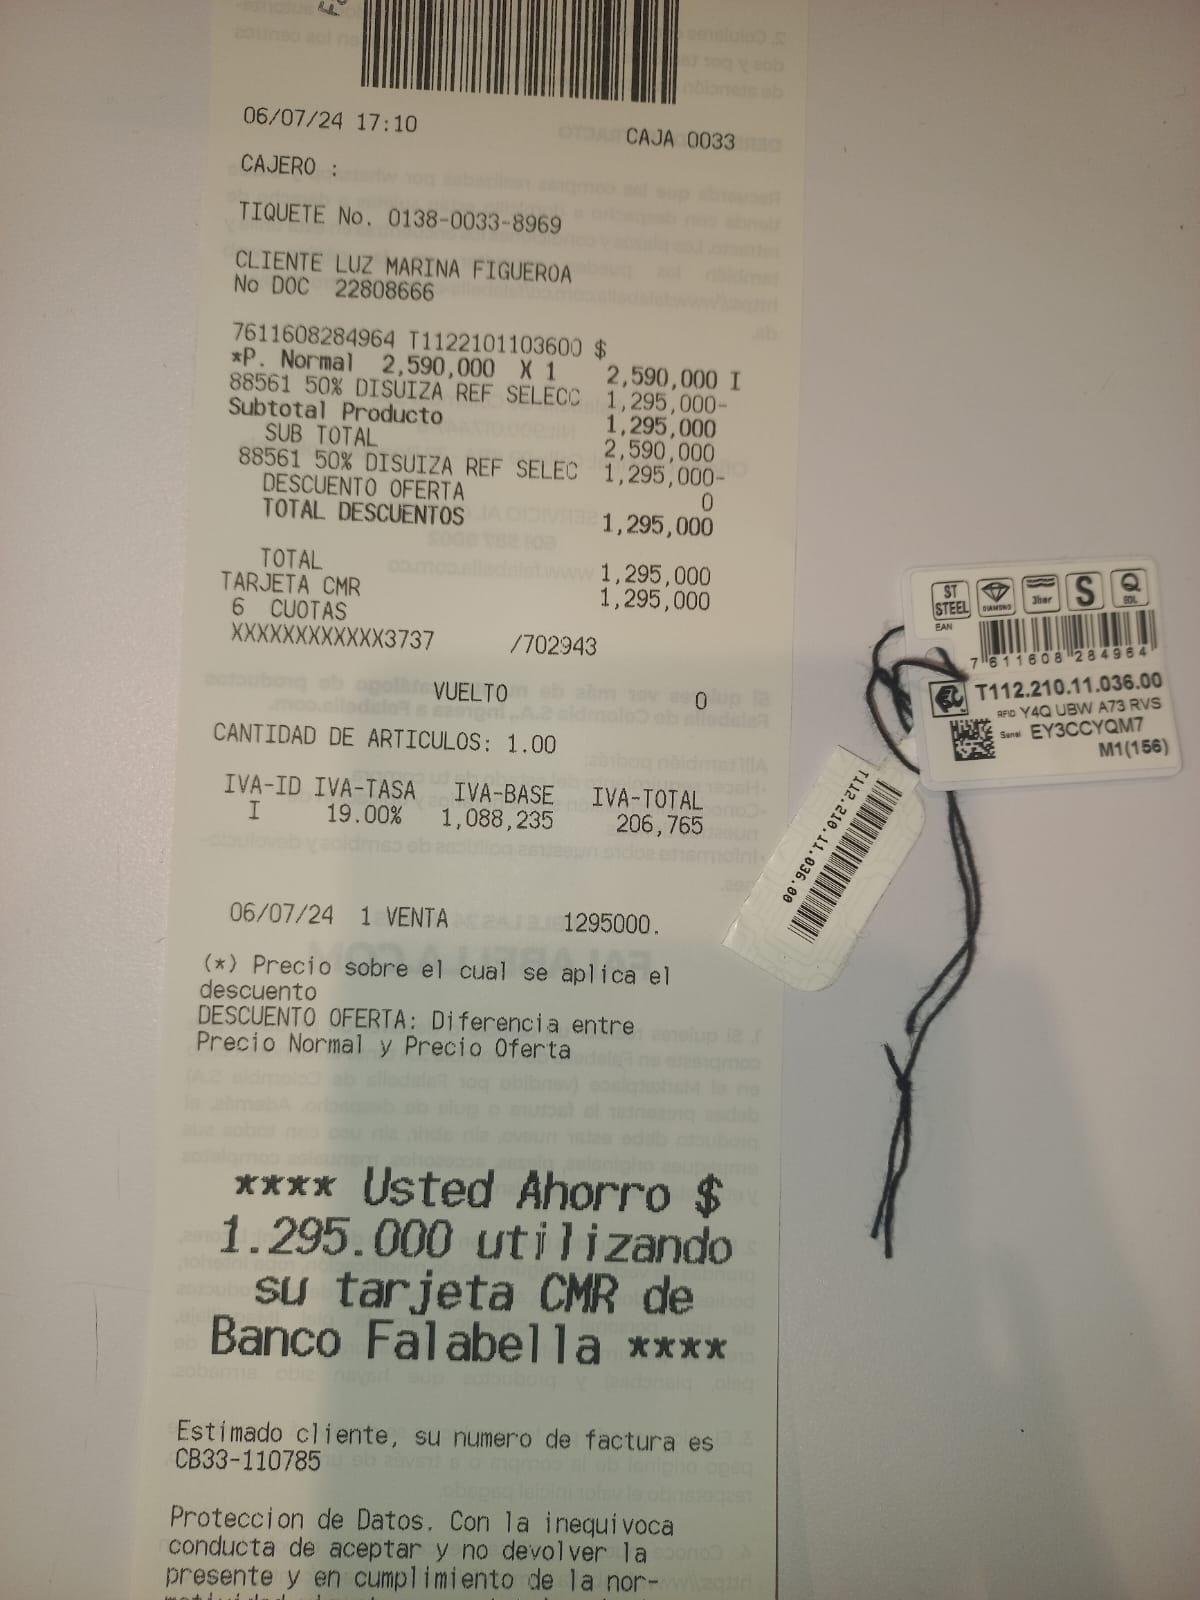 06/07/24 17:10 CAJA 0033
CAJERO :
TIQUETE No. 0138-0033-8969
CLIENTE LUZ MARINA FIGUEROA
No DOC 22808666
7611608284964 T1122101103600 $
*P. Normal 2,590,000 X 1 2,590,000 I
88561 50% DISUIZA REF SELECC 1,295,000-
Subtotal Producto 1,295,000
SUB TOTAL 2,590,000
88561 50% DISUIZA REF SELEC 1,295,000-
DESCUENTO OFERTA 0
TOTAL DESCUENTOS 1,295,000
TOTAL 1,295,000
TARJETA CMR 1,295,000
6 CUOTAS
XXXXXXXXXXXX3737 /702943
VUELTO 0
CANTIDAD DE ARTICULOS: 1.00
IVA-ID IVA-TASA IVA-BASE IVA-TOTAL
I 19.00% 1,088,235 206,765
06/07/24 1 VENTA 1295000.
(*) Precio sobre el cual se aplica el
descuento
DESCUENTO OFERTA: Diferencia entre
Precio Normal y Precio Oferta
**** Usted Ahorro $
1.295.000 utilizando
su tarjeta CMR de
Banco Falabella ****
Estimado cliente, su numero de factura es
CB33-110785
Proteccion de Datos. Con la inequivoca
conducta de aceptar y no devolver la
presente y en cumplimiento de la nor-
ST
STEEL
DIAMOND
3bar
S
Q
EOL
EAN
7 611608 284964
T112.210.11.036.00
RFID Y4Q UBW A73 RVS
Serial EY3CCYQM7
M1(156)
T112.210.11.036.00